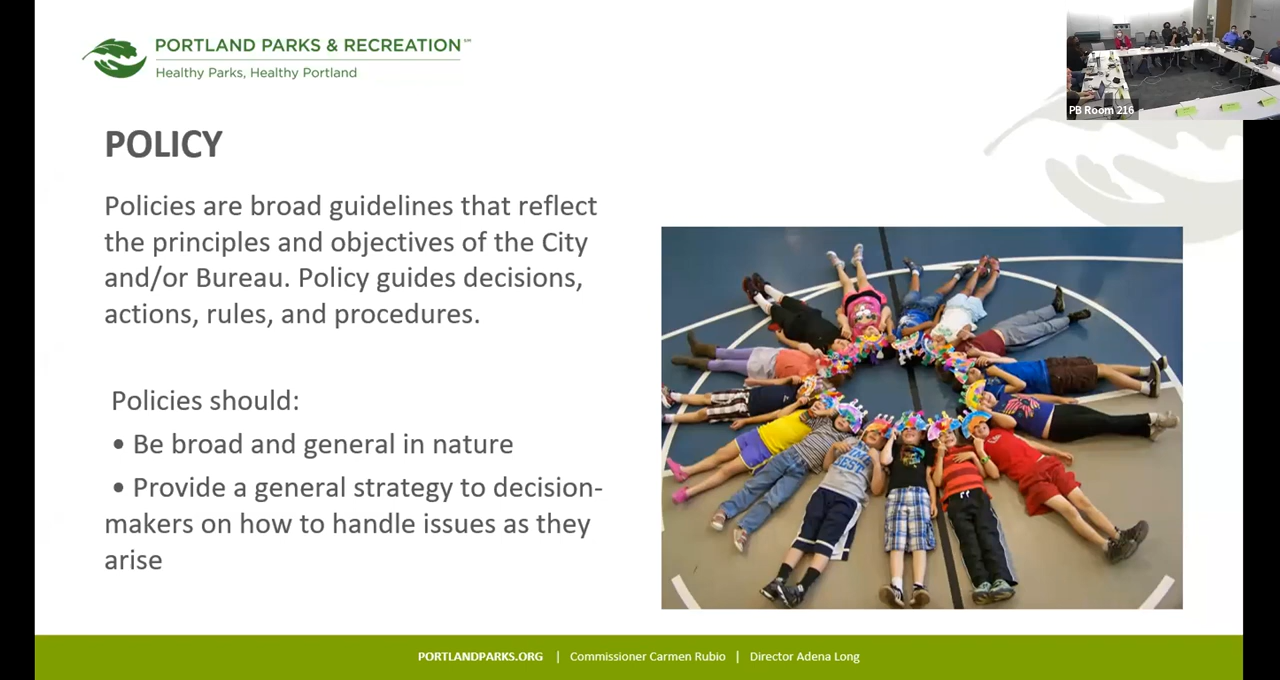 PORTLAND PARKS & RECREATION℠
Healthy Parks, Healthy Portland
PB Room 216
POLICY
Policies are broad guidelines that reflect
the principles and objectives of the City
and/or Bureau. Policy guides decisions,
actions, rules, and procedures.
Policies should:
• Be broad and general in nature
• Provide a general strategy to decision-
makers on how to handle issues as they
arise
PORTLANDPARKS.ORG | Commissioner Carmen Rubio | Director Adena Long